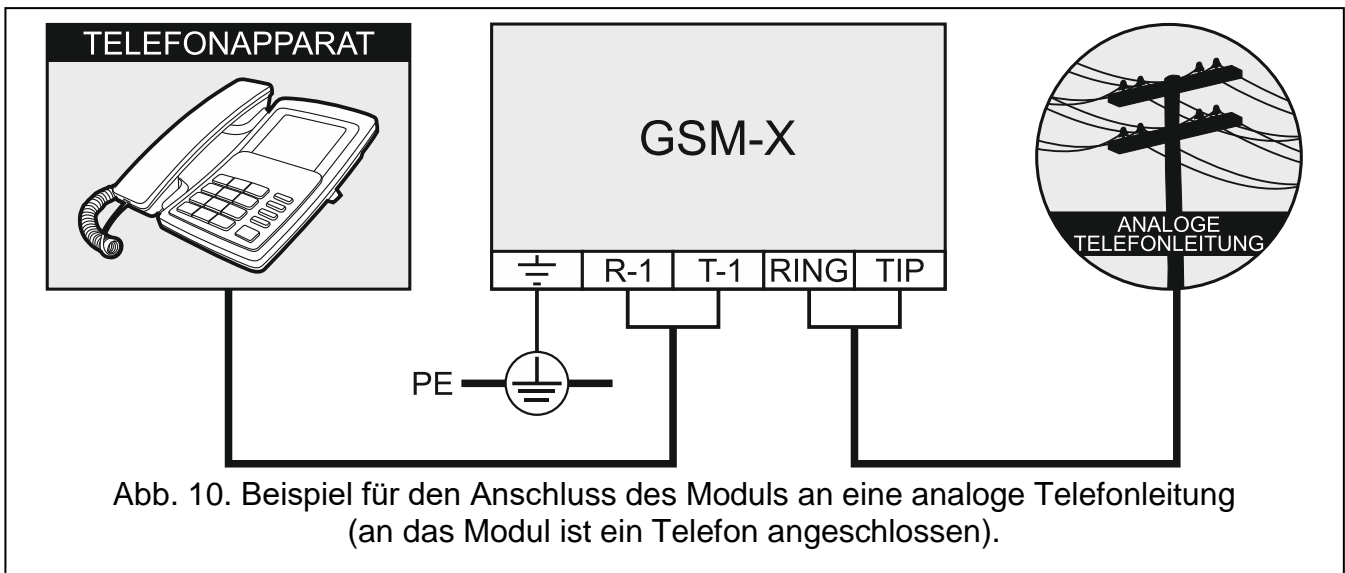 TELEFONAPPARAT
GSM-X
ANALOGE
TELEFONLEITUNG
R-1 T-1 RING TIP
PE
Abb. 10. Beispiel für den Anschluss des Moduls an eine analoge Telefonleitung
(an das Modul ist ein Telefon angeschlossen).